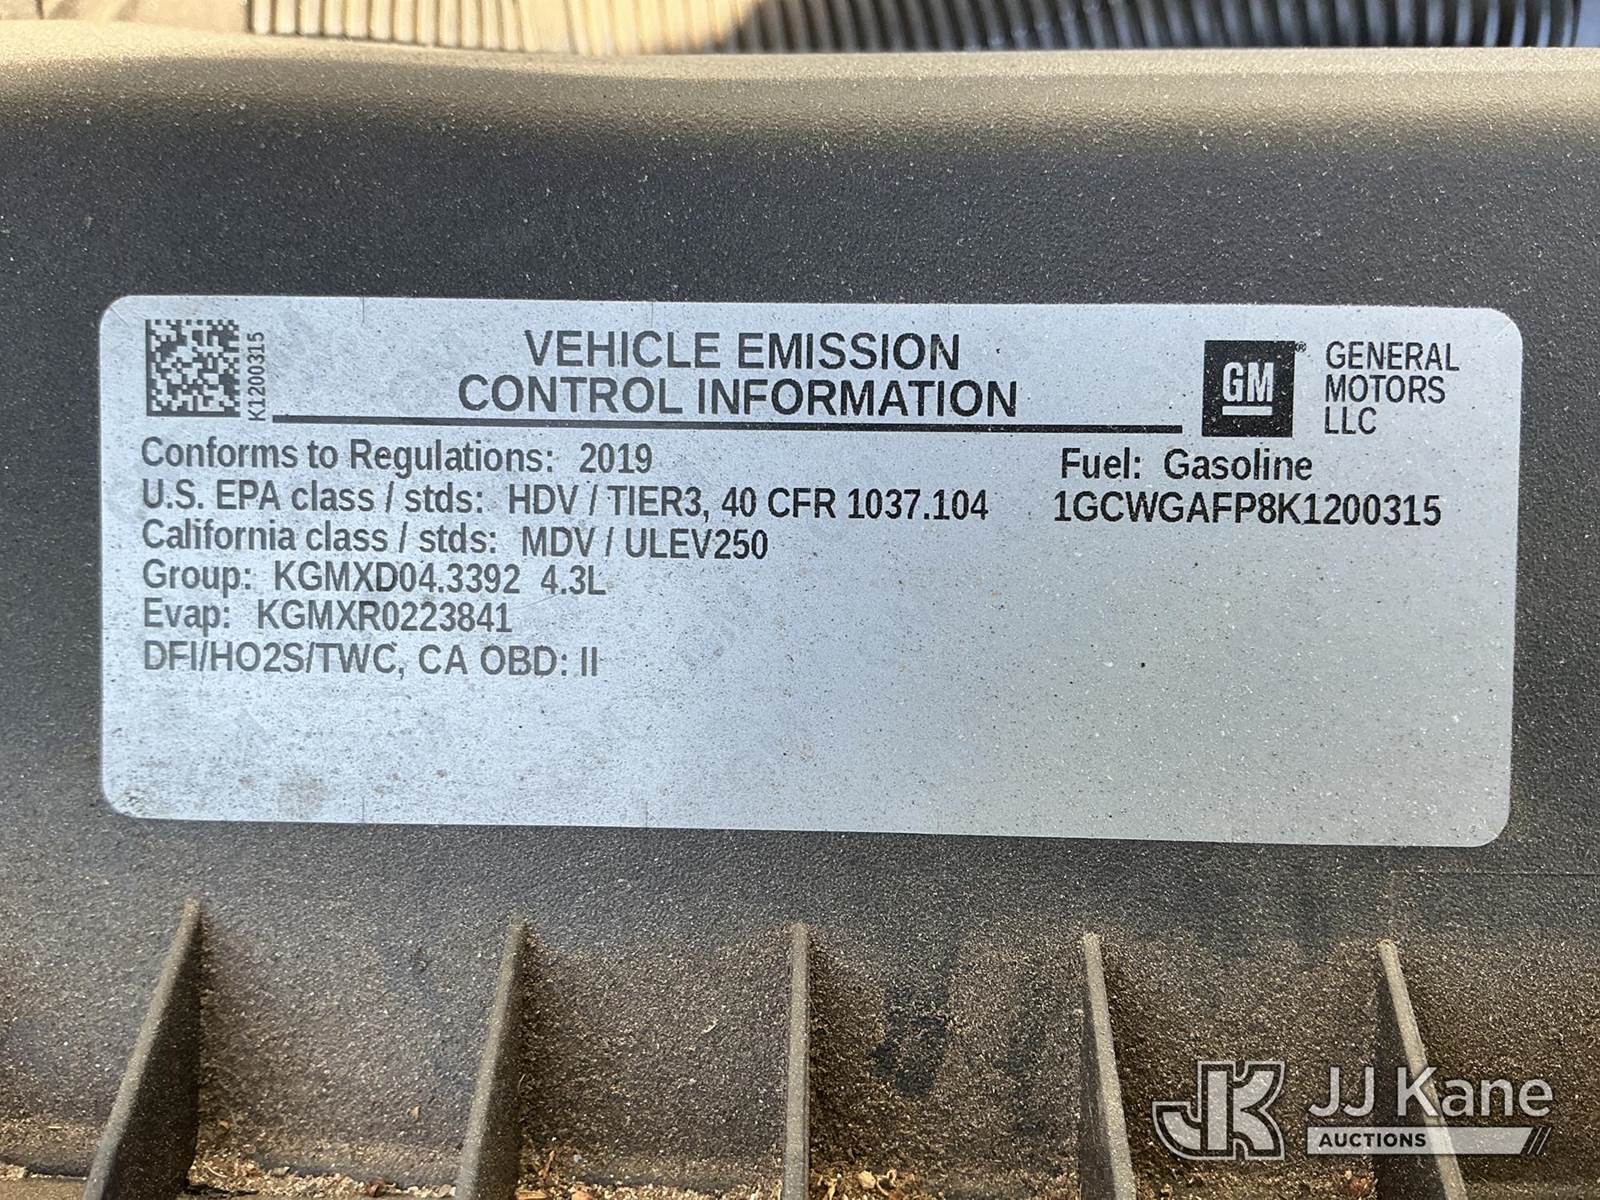 K1200315
VEHICLE EMISSION
CONTROL INFORMATION
GM®
GENERAL
MOTORS
LLC
Conforms to Regulations: 2019
Fuel: Gasoline
U.S. EPA class / stds: HDV / TIER3, 40 CFR 1037.104
1GCWGAFP8K1200315
California class / stds: MDV / ULEV250
Group: KGMXD04.3392 4.3L
Evap: KGMXR0223841
DFI/HO2S/TWC, CA OBD: II
JK JJ Kane
AUCTIONS